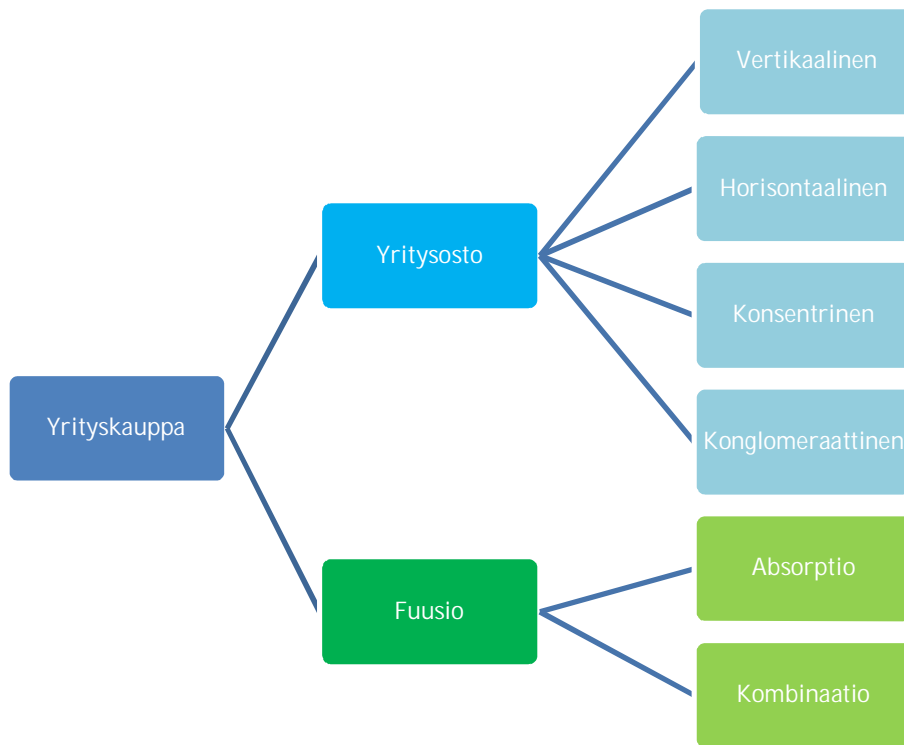 Vertikaalinen
Horisontaalinen
Yritysosto
Konsentrinen
Yrityskauppa
Konglomeraattinen
Absorptio
Fuusio
Kombinaatio